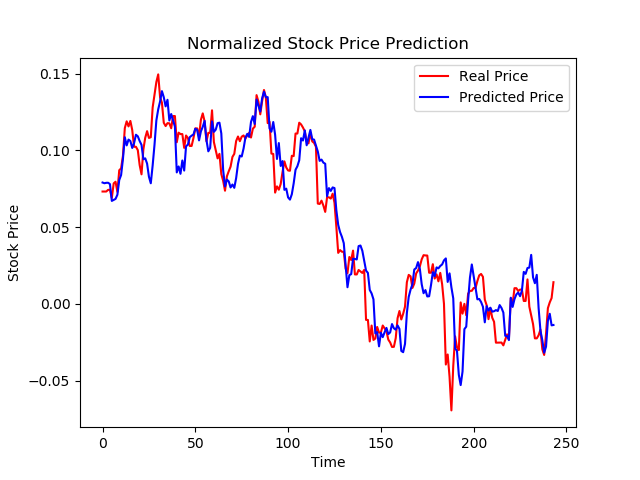 Normalized Stock Price Prediction
Real Price
Predicted Price
Stock Price
0.15
0.10
0.05
0.00
−0.05
0
50
100
150
200
250
Time